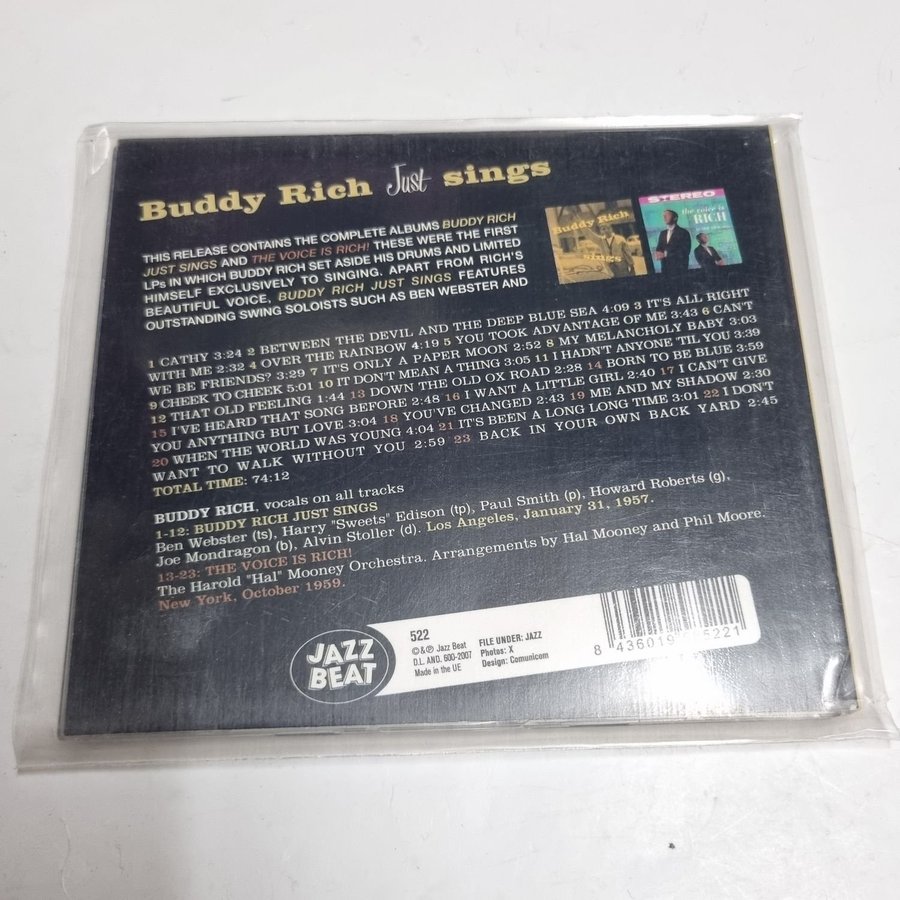 Buddy Rich Just sings
THIS RELEASE CONTAINS THE COMPLETE ALBUMS BUDDY RICH
JUST SINGS AND THE VOICE IS RICH! THESE WERE THE FIRST
LPs IN WHICH BUDDY RICH SET ASIDE HIS DRUMS AND LIMITED
HIMSELF EXCLUSIVELY TO SINGING. APART FROM RICH'S
BEAUTIFUL VOICE, BUDDY RICH JUST SINGS FEATURES
OUTSTANDING SWING SOLOISTS SUCH AS BEN WEBSTER AND
Buddy Rich
sings
STEREO
the voice is
RICH
1 CATHY 3:24 2 BETWEEN THE DEVIL AND THE DEEP BLUE SEA 4:09 3 IT'S ALL RIGHT
WITH ME 2:32 4 OVER THE RAINBOW 4:19 5 YOU TOOK ADVANTAGE OF ME 3:43 6 CAN'T
WE BE FRIENDS? 3:29 7 IT'S ONLY A PAPER MOON 2:52 8 MY MELANCHOLY BABY 3:03
9 CHEEK TO CHEEK 5:01 10 IT DON'T MEAN A THING 3:05 11 I HADN'T ANYONE 'TIL YOU 3:39
12 THAT OLD FEELING 1:44 13 DOWN THE OLD OX ROAD 2:28 14 BORN TO BE BLUE 3:59
15 I'VE HEARD THAT SONG BEFORE 2:48 16 I WANT A LITTLE GIRL 2:40 17 I CAN'T GIVE
YOU ANYTHING BUT LOVE 3:04 18 YOU'VE CHANGED 2:43 19 ME AND MY SHADOW 2:30
20 WHEN THE WORLD WAS YOUNG 4:04 21 IT'S BEEN A LONG LONG TIME 3:01 22 I DON'T
WANT TO WALK WITHOUT YOU 2:59 23 BACK IN YOUR OWN BACK YARD 2:45
TOTAL TIME: 74:12
BUDDY RICH, vocals on all tracks
1-12: BUDDY RICH JUST SINGS
Ben Webster (ts), Harry "Sweets" Edison (tp), Paul Smith (p), Howard Roberts (g),
Joe Mondragon (b), Alvin Stoller (d). Los Angeles, January 31, 1957.
13-23: THE VOICE IS RICH!
The Harold "Hal" Mooney Orchestra. Arrangements by Hal Mooney and Phil Moore.
New York, October 1959.
JAZZ
BEAT
522
©&℗ Jazz Beat
D.L. AND. 600-2007
Made in the UE
FILE UNDER: JAZZ
Photos: X
Design: Comunicom
8 436019 5221